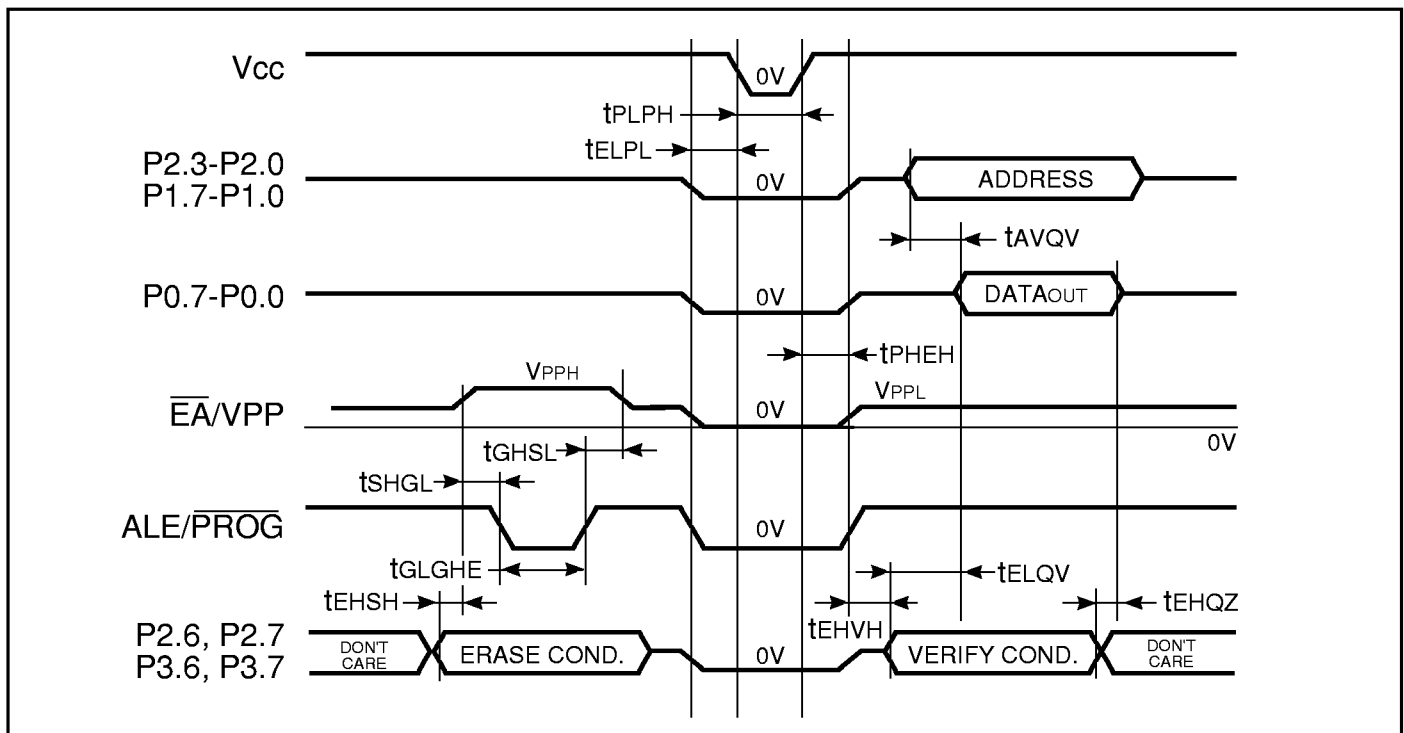 Vcc
0V
tPLPH
tELPL
P2.3-P2.0
P1.7-P1.0
0V
ADDRESS
tAVQV
P0.7-P0.0
0V
DATAOUT
tPHEH
VPPH
VPPL
EA/VPP
0V
0V
tGHSL
tSHGL
ALE/PROG
0V
tGLGHE
tELQV
tEHSH
tEHVH
tEHQZ
P2.6, P2.7
P3.6, P3.7
DON'T
CARE
ERASE COND.
0V
VERIFY COND.
DON'T
CARE